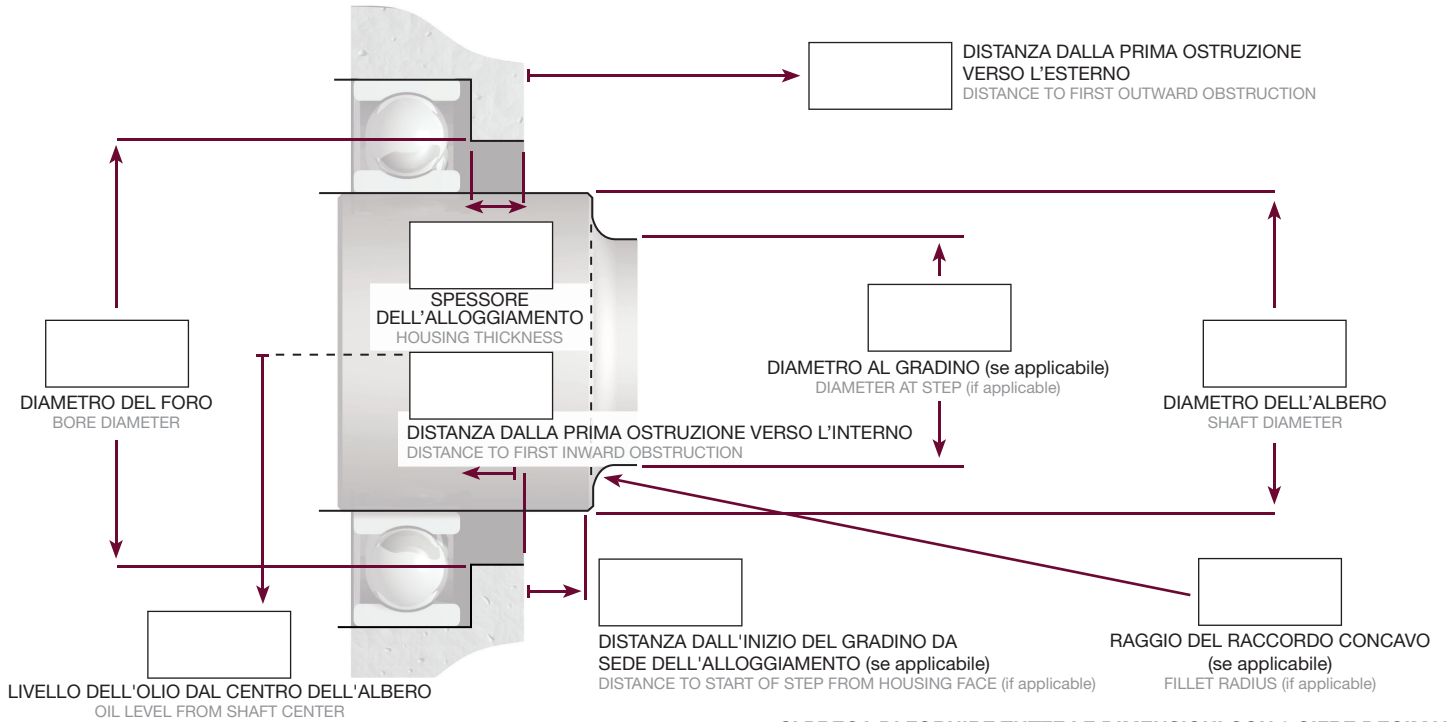 DISTANZA DALLA PRIMA OSTRUZIONE
VERSO L'ESTERNO
DISTANCE TO FIRST OUTWARD OBSTRUCTION
SPESSORE
DELL'ALLOGGIAMENTO
HOUSING THICKNESS
DIAMETRO DEL FORO
BORE DIAMETER
DIAMETRO AL GRADINO (se applicabile)
DIAMETER AT STEP (if applicable)
DIAMETRO DELL'ALBERO
SHAFT DIAMETER
DISTANZA DALLA PRIMA OSTRUZIONE VERSO L'INTERNO
DISTANCE TO FIRST INWARD OBSTRUCTION
LIVELLO DELL'OLIO DAL CENTRO DELL'ALBERO
OIL LEVEL FROM SHAFT CENTER
DISTANZA DALL'INIZIO DEL GRADINO DA
SEDE DELL'ALLOGGIAMENTO (se applicabile)
DISTANCE TO START OF STEP FROM HOUSING FACE (if applicable)
RAGGIO DEL RACCORDO CONCAVO
(se applicabile)
FILLET RADIUS (if applicable)